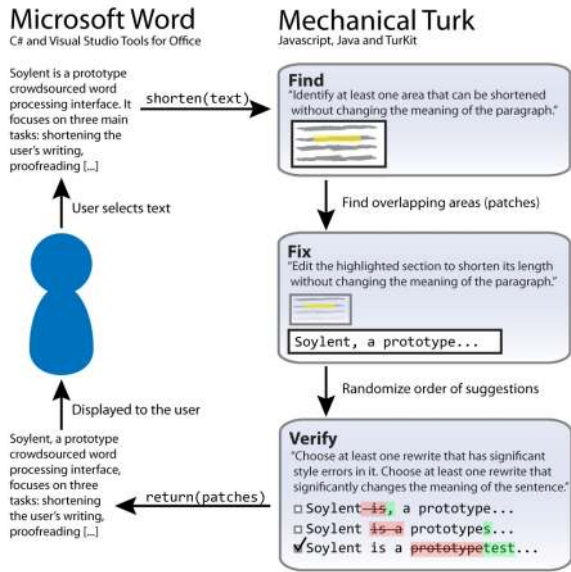 Microsoft Word
C# and Visual Studio Tools for Office
Soylent is a prototype
crowdsourced word
processing interface. It
focuses on three main
tasks: shortening the
user's writing,
proofreading [...]
shorten(text)
User selects text
Displayed to the user
Soylent, a prototype
crowdsourced word
processing interface,
focuses on three
tasks: shortening
the user's writing,
proofreading [...]
return(patches)
Mechanical Turk
Javascript, Java and TurKit
Find
"Identify at least one area that can be shortened
without changing the meaning of the paragraph."
Find overlapping areas (patches)
Fix
"Edit the highlighted section to shorten its length
without changing the meaning of the paragraph."
Soylent, a prototype...
Randomize order of suggestions
Verify
"Choose at least one rewrite that has significant
style errors in it. Choose at least one rewrite that
significantly changes the meaning of the sentence."
Soylent is, a prototype...
Soylent is a prototypes...
Soylent is a prototypetest...